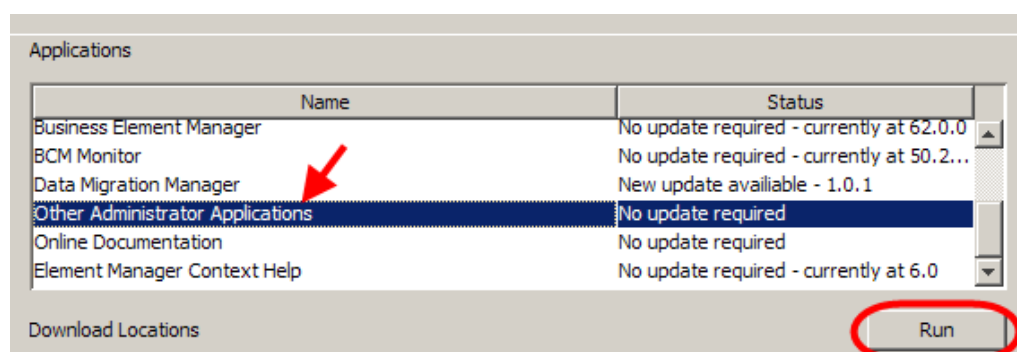 Applications
Name Status
Business Element Manager No update required - currently at 62.0.0
BCM Monitor No update required - currently at 50.2...
Data Migration Manager New update availiable - 1.0.1
Other Administrator Applications No update required
Online Documentation No update required
Element Manager Context Help No update required - currently at 6.0
Download Locations Run